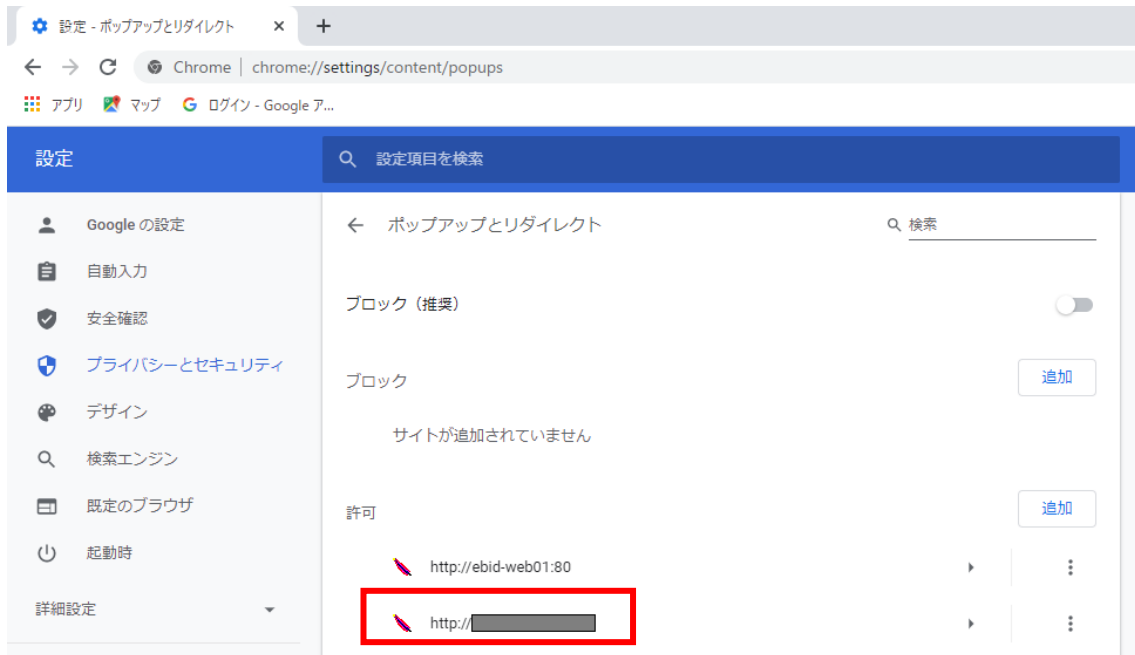 設定 - ポップアップとリダイレクト
Chrome | chrome://settings/content/popups
アプリ マップ ログイン - Google ア...
設定
設定項目を検索
Google の設定
自動入力
安全確認
プライバシーとセキュリティ
デザイン
検索エンジン
既定のブラウザ
起動時
詳細設定
ポップアップとリダイレクト
検索
ブロック（推奨）
ブロック
追加
サイトが追加されていません
許可
追加
http://ebid-web01:80
http://